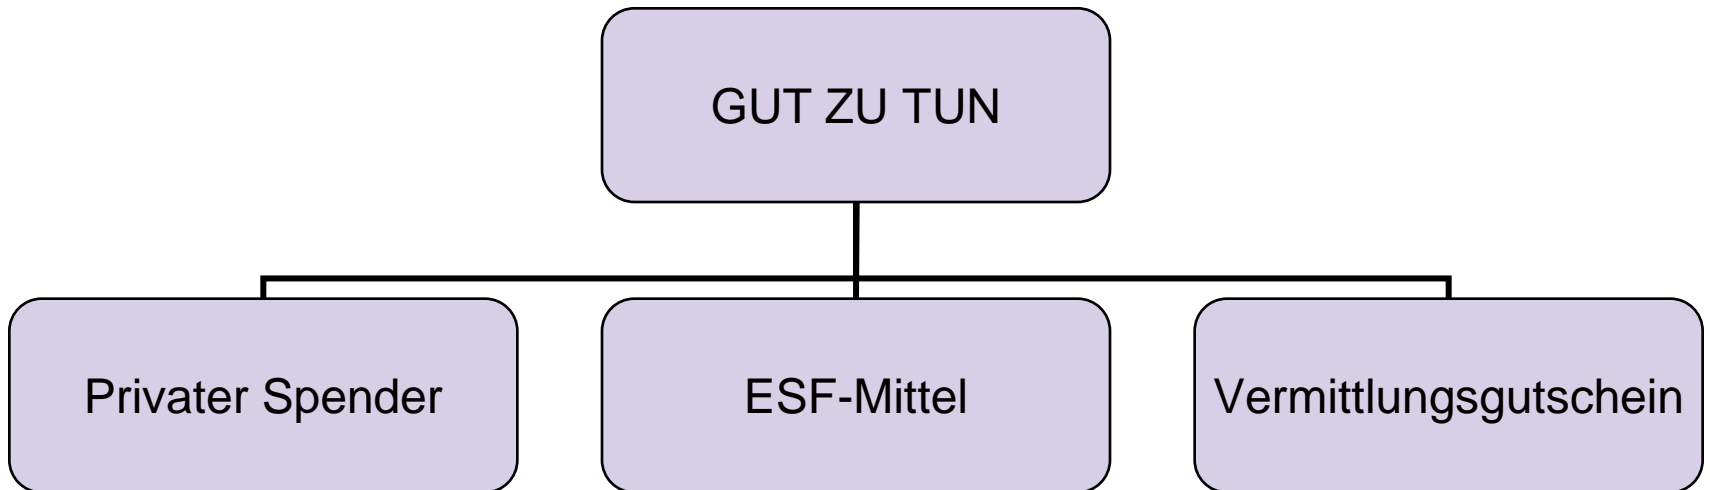 GUT ZU TUN
Privater Spender
ESF-Mittel
Vermittlungsgutschein